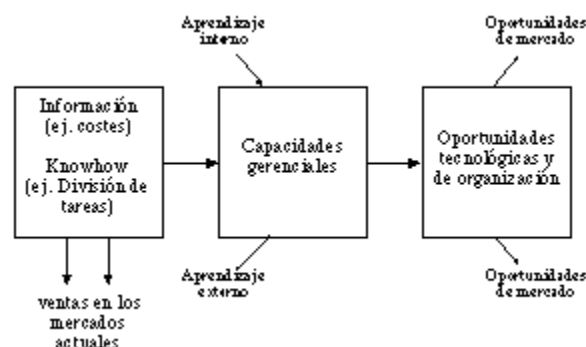 Aprendizaje
interno
Oportunidades
de mercado
Información
(ej. costes)
Knowhow
(ej. División de
tareas)
Capacidades
gerenciales
Oportunidades
tecnológicas y
de organización
Aprendizaje
externo
Oportunidades
de mercado
ventas en los
mercados
actuales